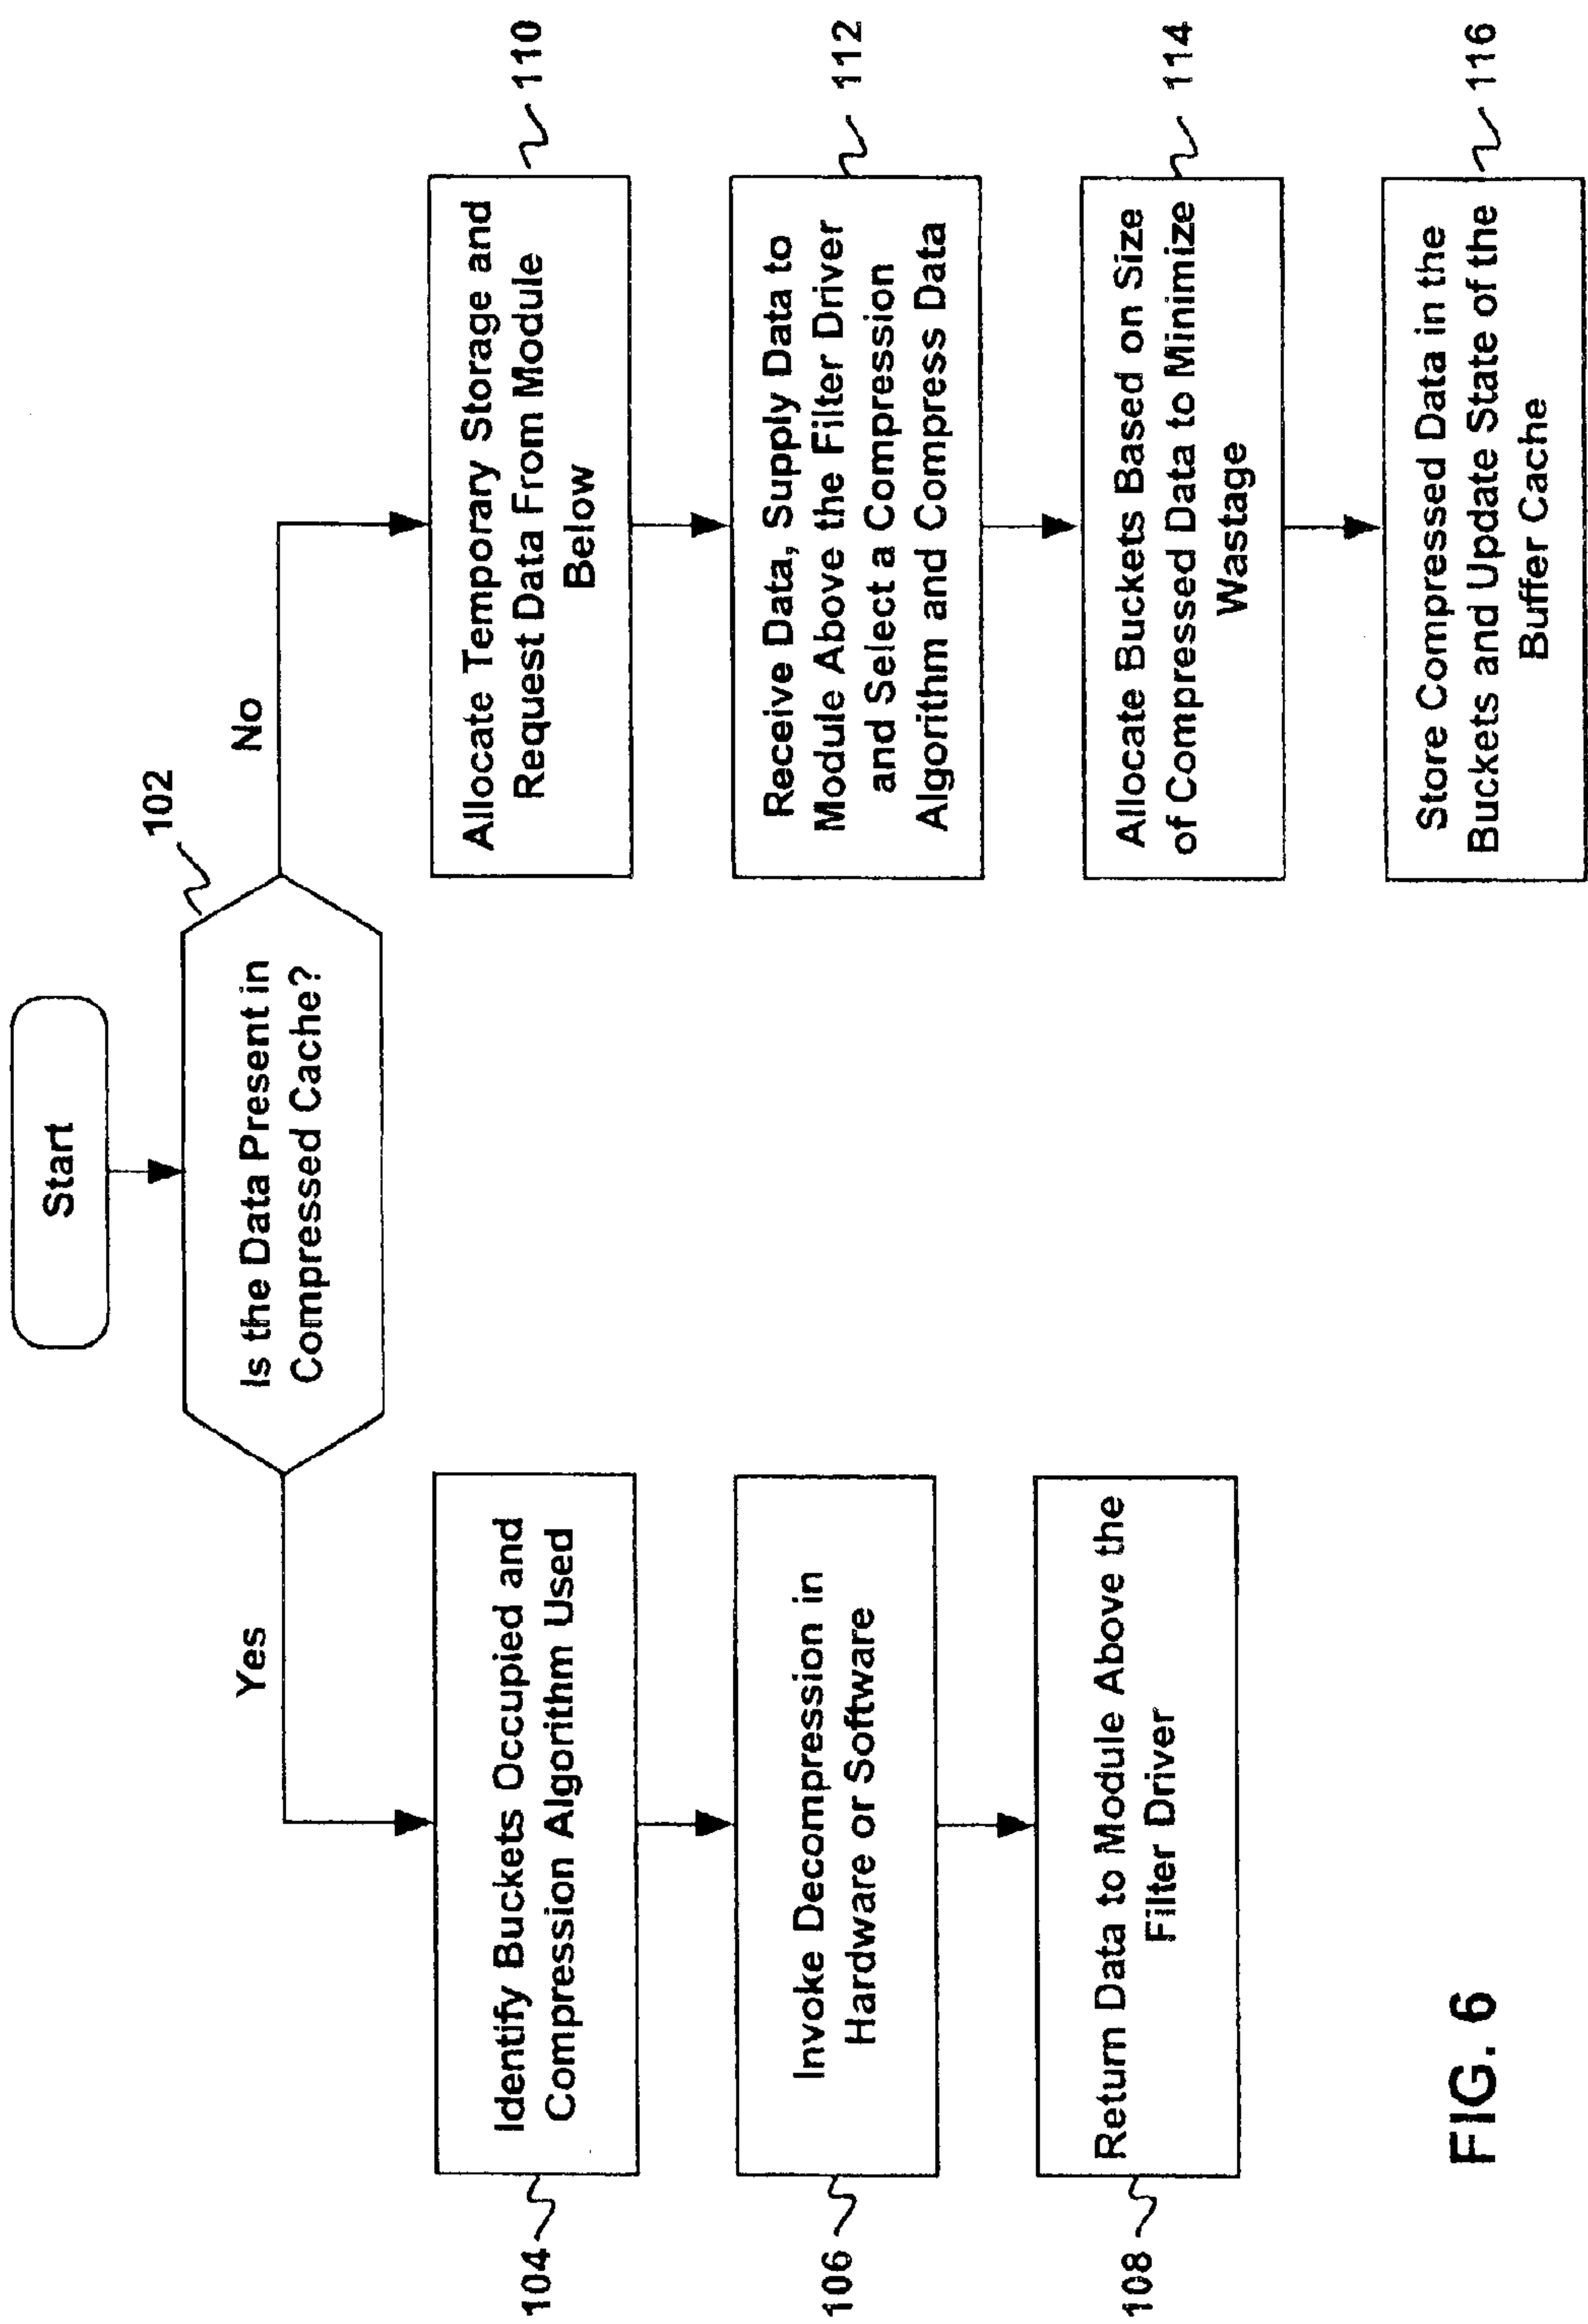 Start
102
Is the Data Present in
Compressed Cache?
Yes
No
104
Identify Buckets Occupied and
Compression Algorithm Used
106
Invoke Decompression in
Hardware or Software
108
Return Data to Module Above the
Filter Driver
110
Allocate Temporary Storage and
Request Data From Module
Below
112
Receive Data, Supply Data to
Module Above the Filter Driver
and Select a Compression
Algorithm and Compress Data
114
Allocate Buckets Based on Size
of Compressed Data to Minimize
Wastage
116
Store Compressed Data in the
Buckets and Update State of the
Buffer Cache
FIG. 6